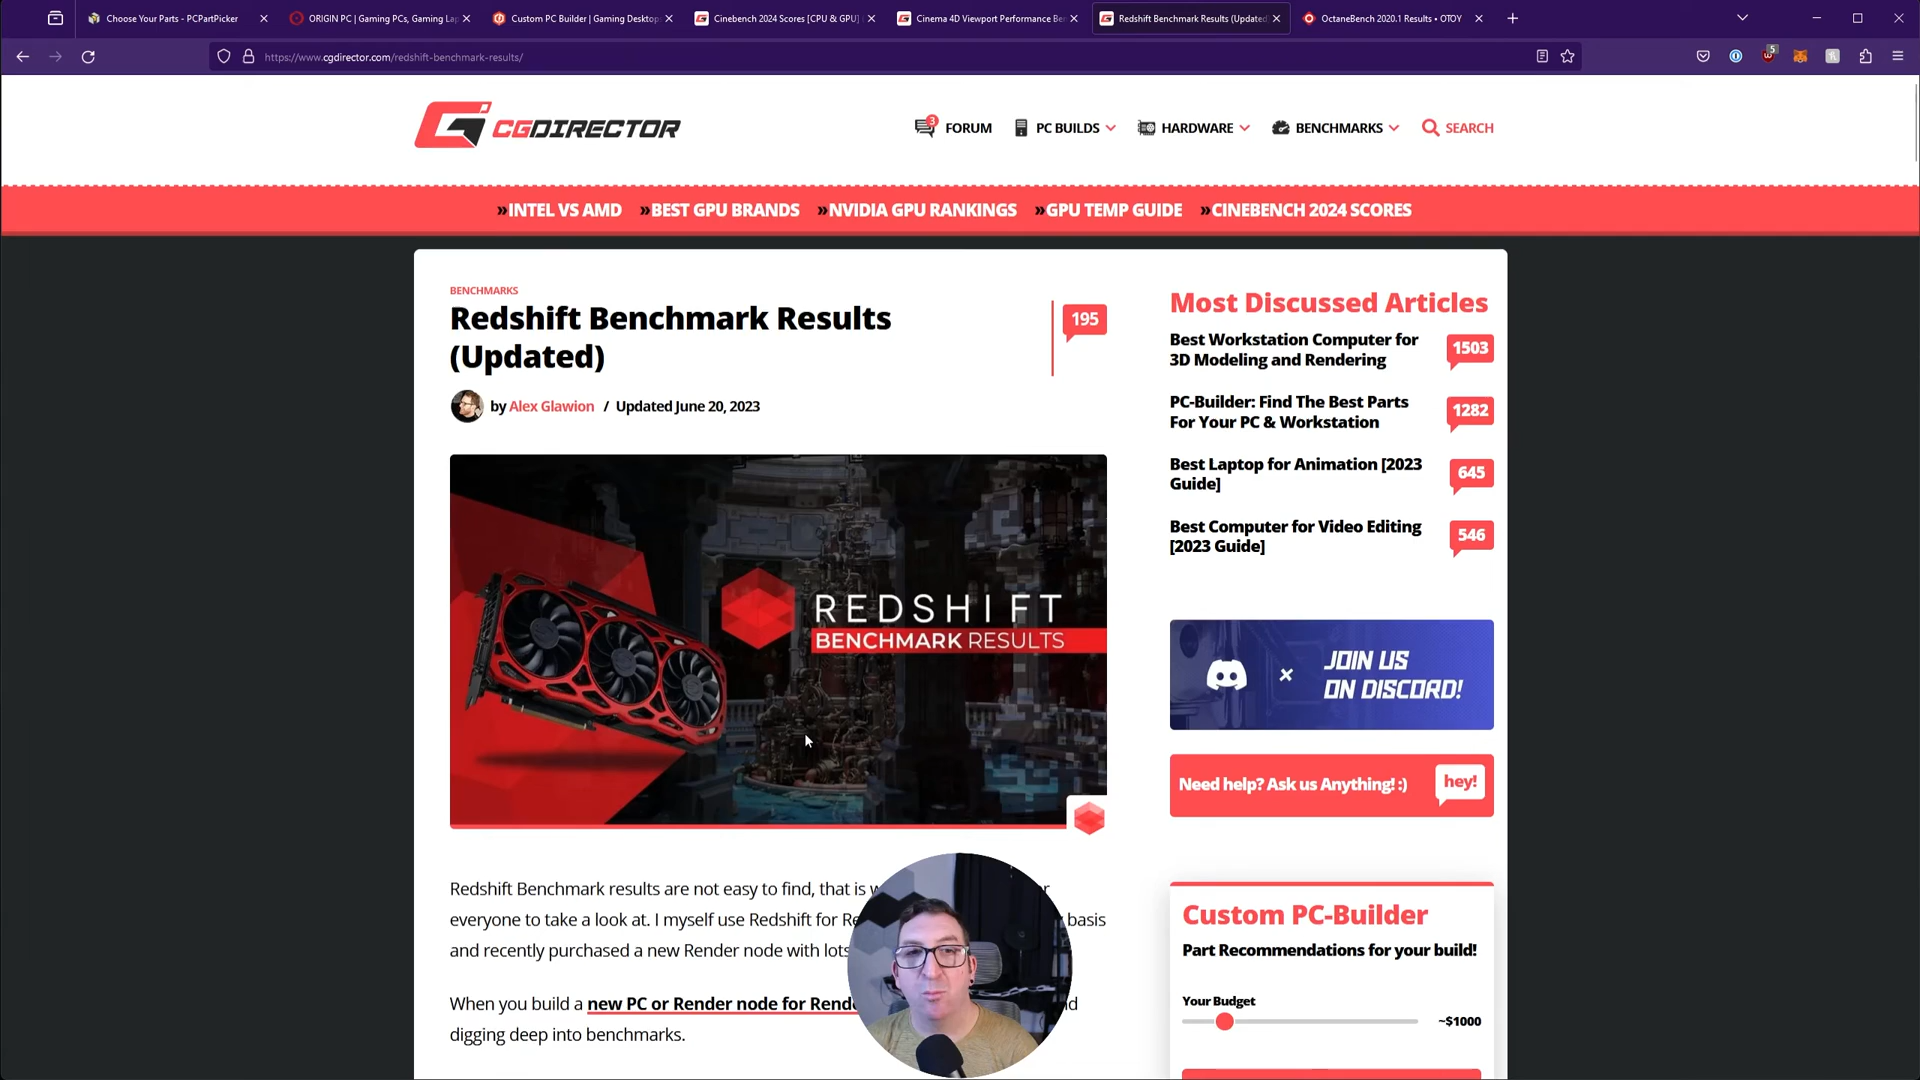 Choose Your Parts - PCPartPicker
ORIGIN PC | Gaming PCs, Gaming La
Custom PC Builder | Gaming Desktop
Cinebench 2024 Scores [CPU & GPU]
Cinema 4D Viewport Performance Be
Redshift Benchmark Results (Updated)
OctaneBench 2020.1 Results • OTOY
https://www.cgdirector.com/redshift-benchmark-results/
5
CGDIRECTOR
3
FORUM
PC BUILDS
HARDWARE
BENCHMARKS
SEARCH
»INTEL VS AMD
»BEST GPU BRANDS
»NVIDIA GPU RANKINGS
»GPU TEMP GUIDE
»CINEBENCH 2024 SCORES
BENCHMARKS
Redshift Benchmark Results
(Updated)
195
by Alex Glawion / Updated June 20, 2023
REDSHIFT
BENCHMARK RESULTS
Redshift Benchmark results are not easy to find, that is
everyone to take a look at. I myself use Redshift for basis
and recently purchased a new Render node with lots
When you build a new PC or Render node for
digging deep into benchmarks.
Most Discussed Articles
Best Workstation Computer for
3D Modeling and Rendering
1503
PC-Builder: Find The Best Parts
For Your PC & Workstation
1282
Best Laptop for Animation [2023
Guide]
645
Best Computer for Video Editing
[2023 Guide]
546
JOIN US
ON DISCORD!
Need help? Ask us Anything! :)
hey!
Custom PC-Builder
Part Recommendations for your build!
Your Budget
~$1000